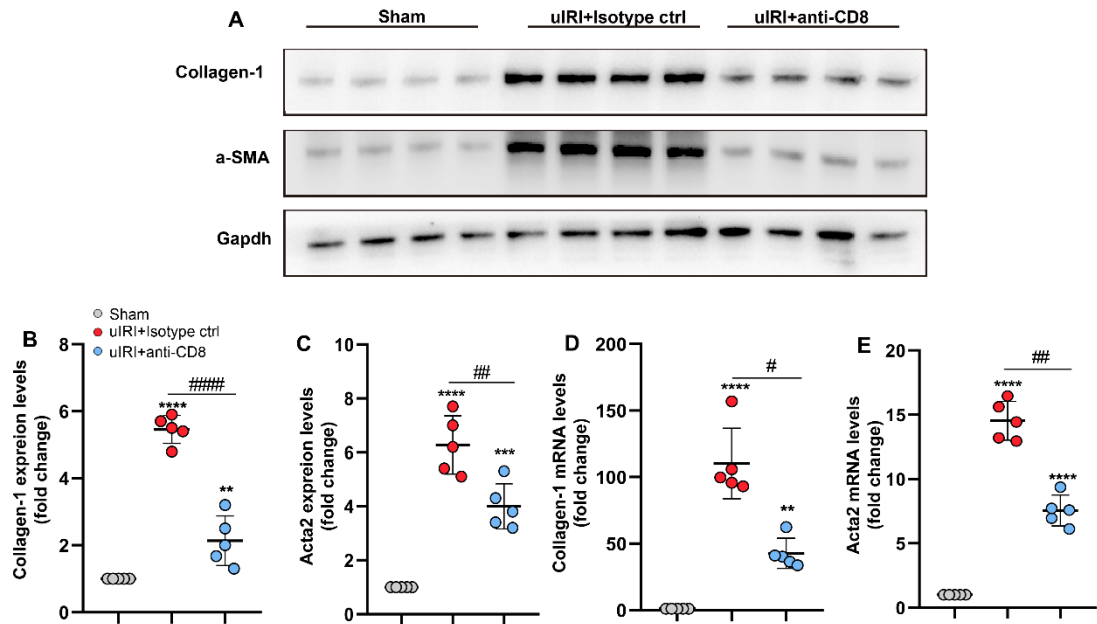 A
Sham
uIRI+Isotype ctrl
uIRI+anti-CD8
Collagen-1
a-SMA
Gapdh
Sham
uIRI+Isotype ctrl
uIRI+anti-CD8
B
Collagen-1 expreion levels
(fold change)
8
6
4
2
0
****
####
**
C
Acta2 expreion levels
(fold change)
10
8
6
4
2
0
****
##
***
D
Collagen-1 mRNA levels
(fold change)
200
150
100
50
0
****
#
**
E
Acta2 mRNA levels
(fold change)
20
15
10
5
0
****
##
****